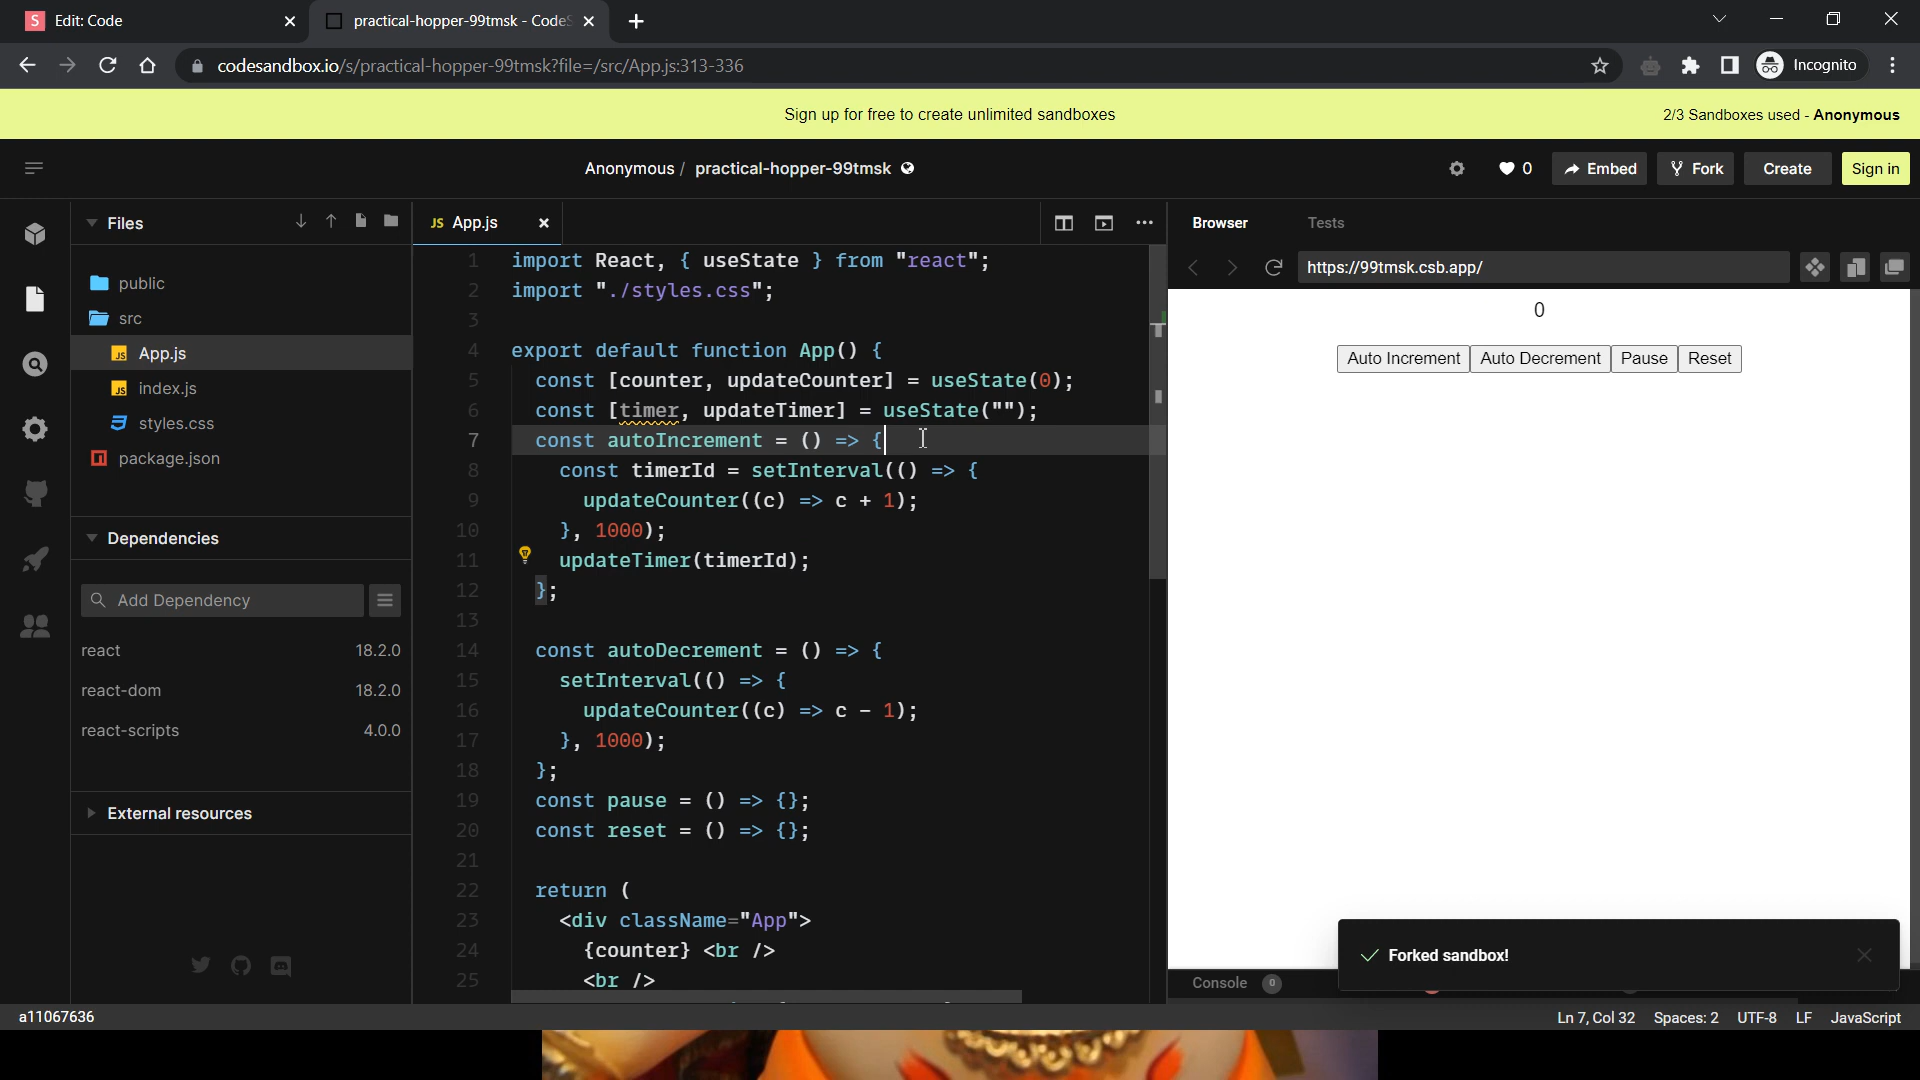 Edit: Code
practical-hopper-99tmsk - CodeS
codesandbox.io/s/practical-hopper-99tmsk?file=/src/App.js:313-336
Incognito
Sign up for free to create unlimited sandboxes
2/3 Sandboxes used - Anonymous
Anonymous / practical-hopper-99tmsk
0
Embed
Fork
Create
Sign in
Files
public
src
JS App.js
JS index.js
styles.css
package.json
Dependencies
Add Dependency
react 18.2.0
react-dom 18.2.0
react-scripts 4.0.0
External resources
JS App.js
1 import React, { useState } from "react";
2 import "./styles.css";
3
4 export default function App() {
5 const [counter, updateCounter] = useState(0);
6 const [timer, updateTimer] = useState("");
7 const autoIncrement = () => {
8 const timerId = setInterval(() => {
9 updateCounter((c) => c + 1);
10 }, 1000);
11 updateTimer(timerId);
12 };
13
14 const autoDecrement = () => {
15 setInterval(() => {
16 updateCounter((c) => c - 1);
17 }, 1000);
18 };
19 const pause = () => {};
20 const reset = () => {};
21
22 return (
23 <div className="App">
24 {counter} <br />
25 <br />
Browser
Tests
https://99tmsk.csb.app/
0
Auto Increment Auto Decrement Pause Reset
Forked sandbox!
Console 0
a11067636
Ln 7, Col 32 Spaces: 2 UTF-8 LF JavaScript